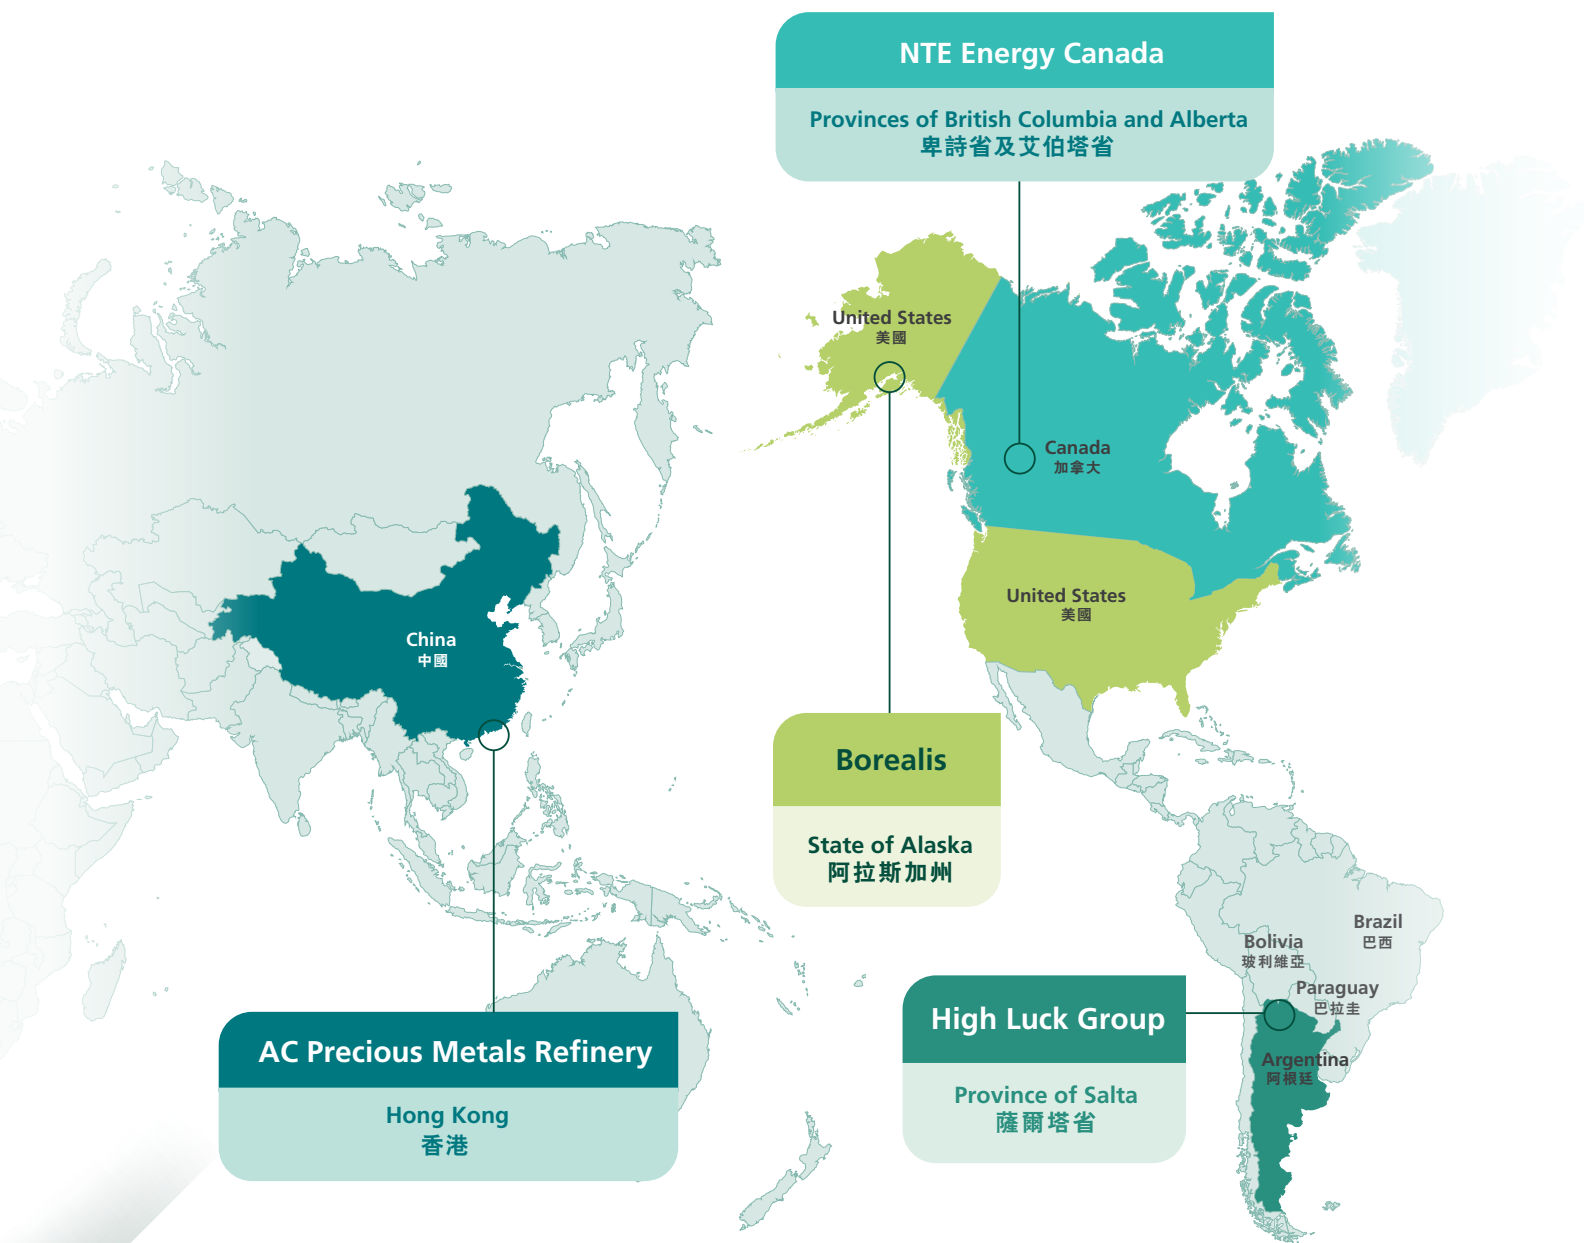 NTE Energy Canada
Provinces of British Columbia and Alberta
卑詩省及艾伯塔省
United States
美國
Canada
加拿大
United States
美國
China
中國
Borealis
State of Alaska
阿拉斯加州
Brazil
巴西
Bolivia
玻利維亞
Paraguay
巴拉圭
High Luck Group
Province of Salta
薩爾塔省
Argentina
阿根廷
AC Precious Metals Refinery
Hong Kong
香港